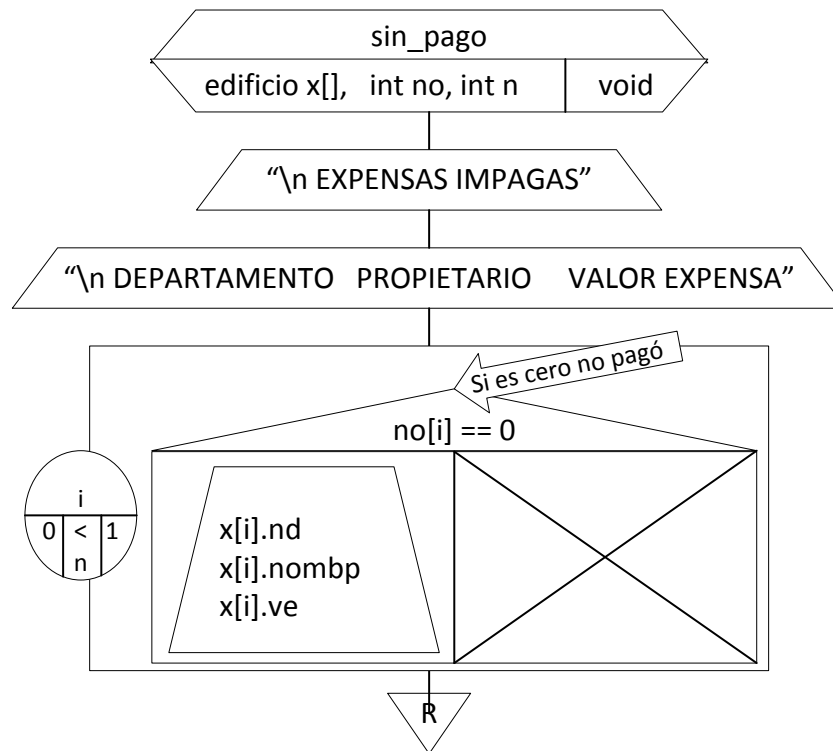 sin_pago
edificio x[],   int no, int n   void
“\n EXPENSAS IMPAGAS”
“\n DEPARTAMENTO   PROPIETARIO     VALOR EXPENSA”
Si es cero no pagó
no[i] == 0
i
0 < 1
n
x[i].nd
x[i].nombp
x[i].ve
R